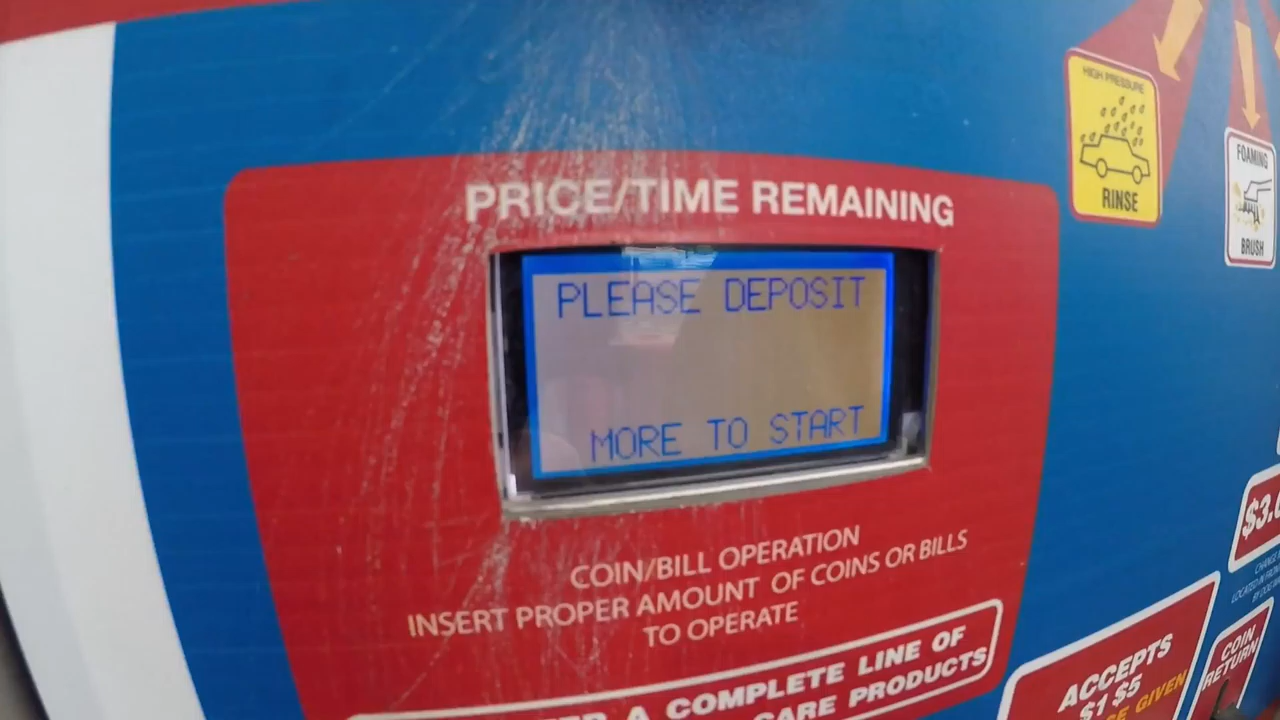 PRICE/TIME REMAINING
PLEASE DEPOSIT
MORE TO START
COIN/BILL OPERATION
INSERT PROPER AMOUNT OF COINS OR BILLS
TO OPERATE
A COMPLETE LINE OF
CARE PRODUCTS
HIGH PRESSURE
RINSE
FOAMING
BRUSH
ACCEPTS
$1 $5
GIVEN
COIN
RETURN